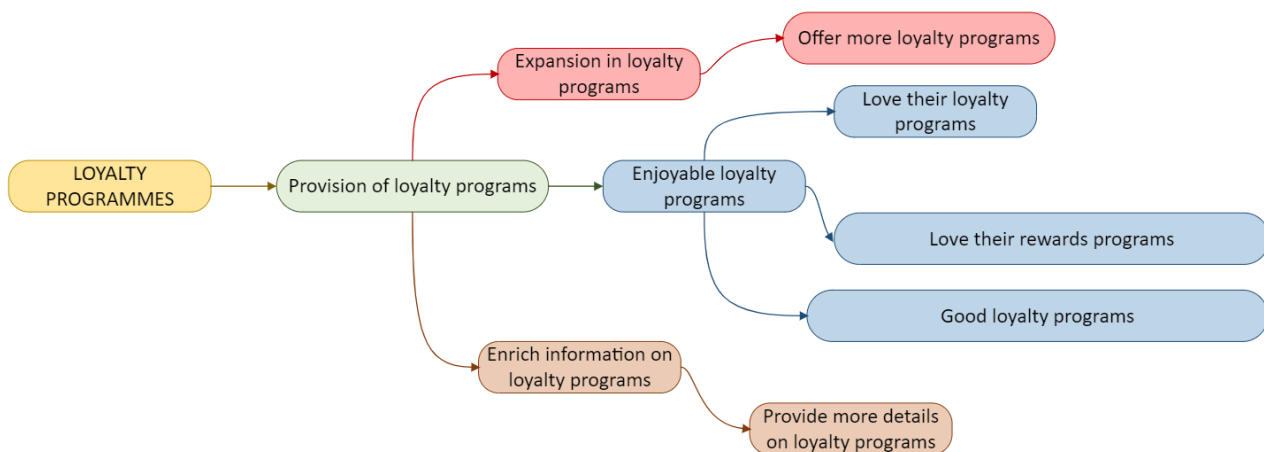 Offer more loyalty programs
Expansion in loyalty
programs
Love their loyalty
programs
LOYALTY
PROGRAMMES
Provision of loyalty programs
Enjoyable loyalty
programs
Love their rewards programs
Good loyalty programs
Enrich information on
loyalty programs
Provide more details
on loyalty programs